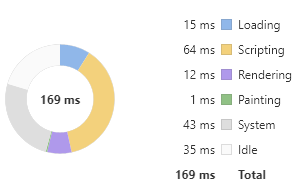 15 ms Loading
64 ms Scripting
12 ms Rendering
1 ms Painting
43 ms System
35 ms Idle
169 ms Total
169 ms